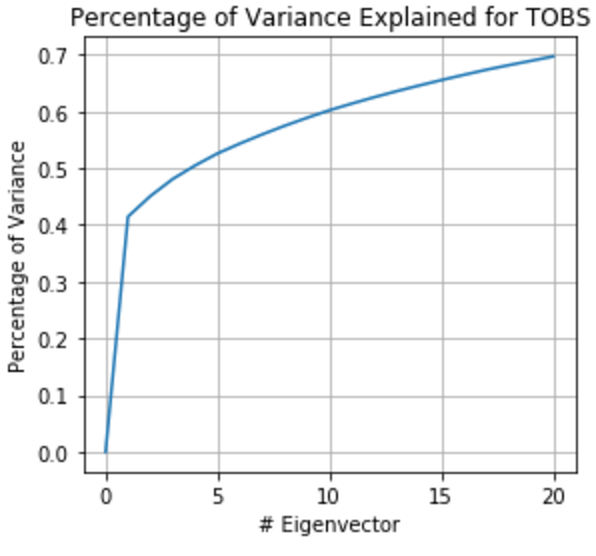 Percentage of Variance Explained for TOBS
0.7
0.6
0.5
0.4
0.3
0.2
0.1
0.0
Percentage of Variance
0 5 10 15 20
# Eigenvector